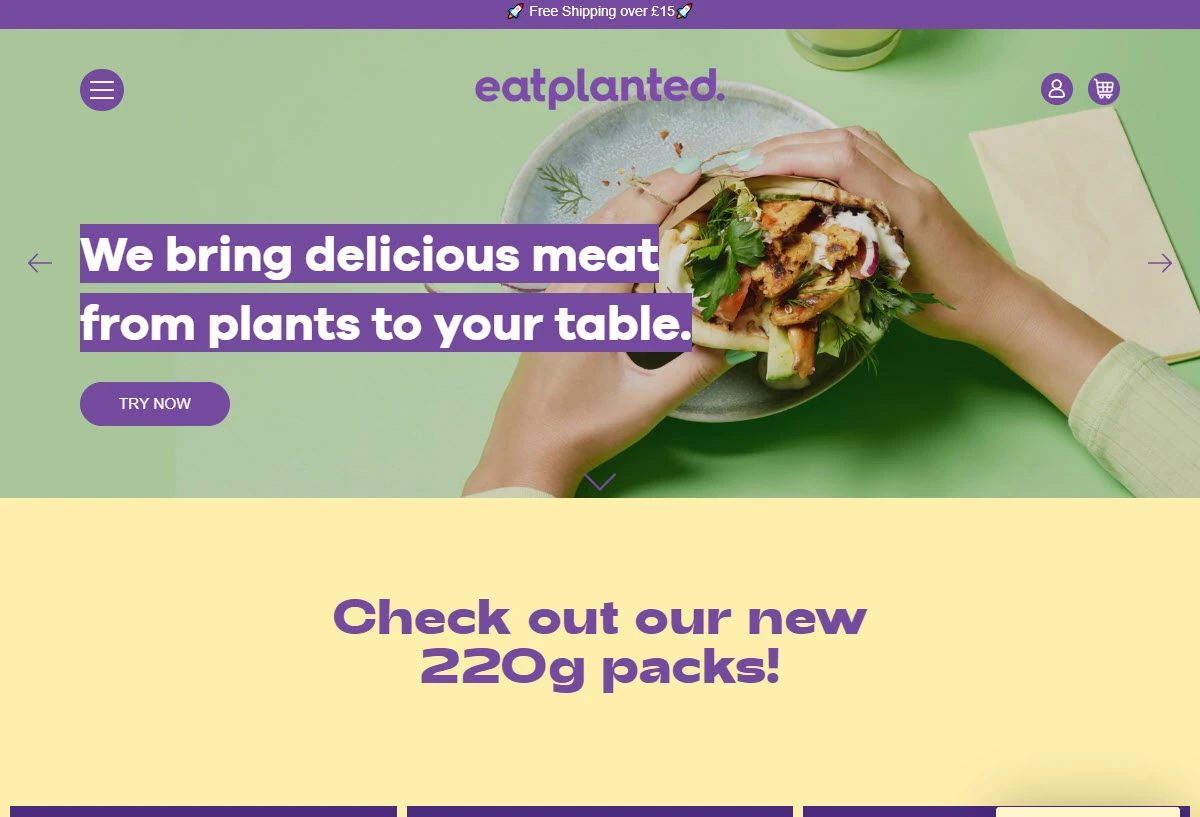 🚀 Free Shipping over £15🚀
eatplanted.
We bring delicious meat
from plants to your table.
TRY NOW
Check out our new
220g packs!